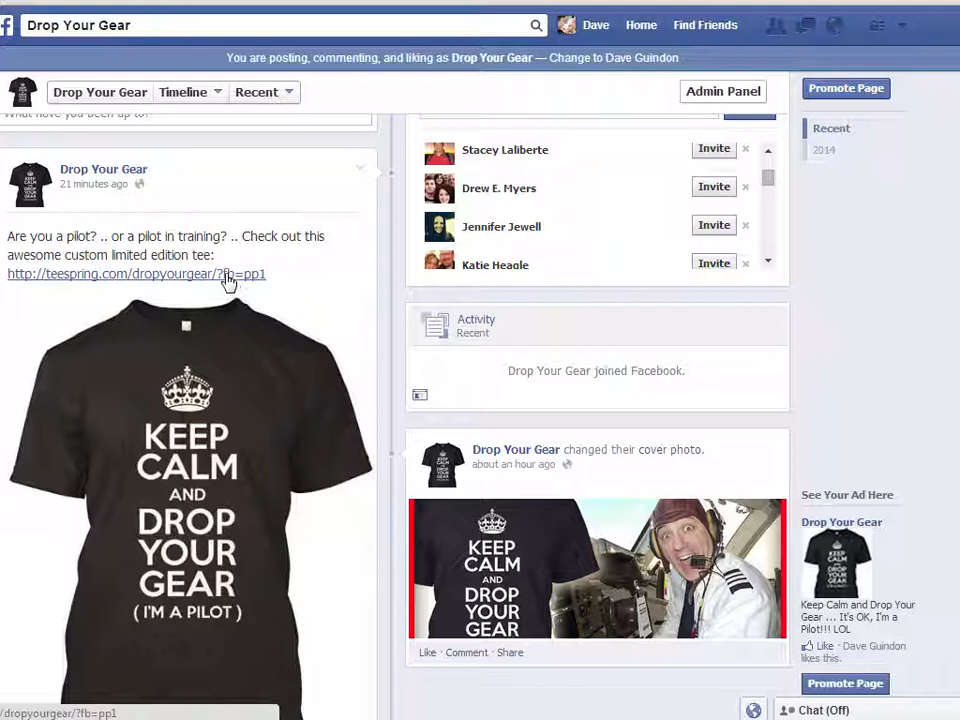 Drop Your Gear
Dave
Home
Find Friends
You are posting, commenting, and liking as Drop Your Gear — Change to Dave Guindon
Drop Your Gear
Timeline
Recent
Admin Panel
Promote Page
Recent
2014
Drop Your Gear
21 minutes ago
Are you a pilot? .. or a pilot in training? .. Check out this
awesome custom limited edition tee:
http://teespring.com/dropyourgear/?fb=pp1
KEEP
CALM
AND
DROP
YOUR
GEAR
( I'M A PILOT )
Stacey Laliberte
Invite
Drew E. Myers
Invite
Jennifer Jewell
Invite
Katie Heagle
Invite
Activity
Recent
Drop Your Gear joined Facebook.
Drop Your Gear changed their cover photo.
about an hour ago
KEEP
CALM
AND
DROP
YOUR
GEAR
Like · Comment · Share
See Your Ad Here
Drop Your Gear
Keep Calm and Drop Your
Gear ... It's OK, I'm a
Pilot!!! LOL
Like · Dave Guindon
likes this.
Promote Page
Chat (Off)
/dropyourgear/?fb=pp1